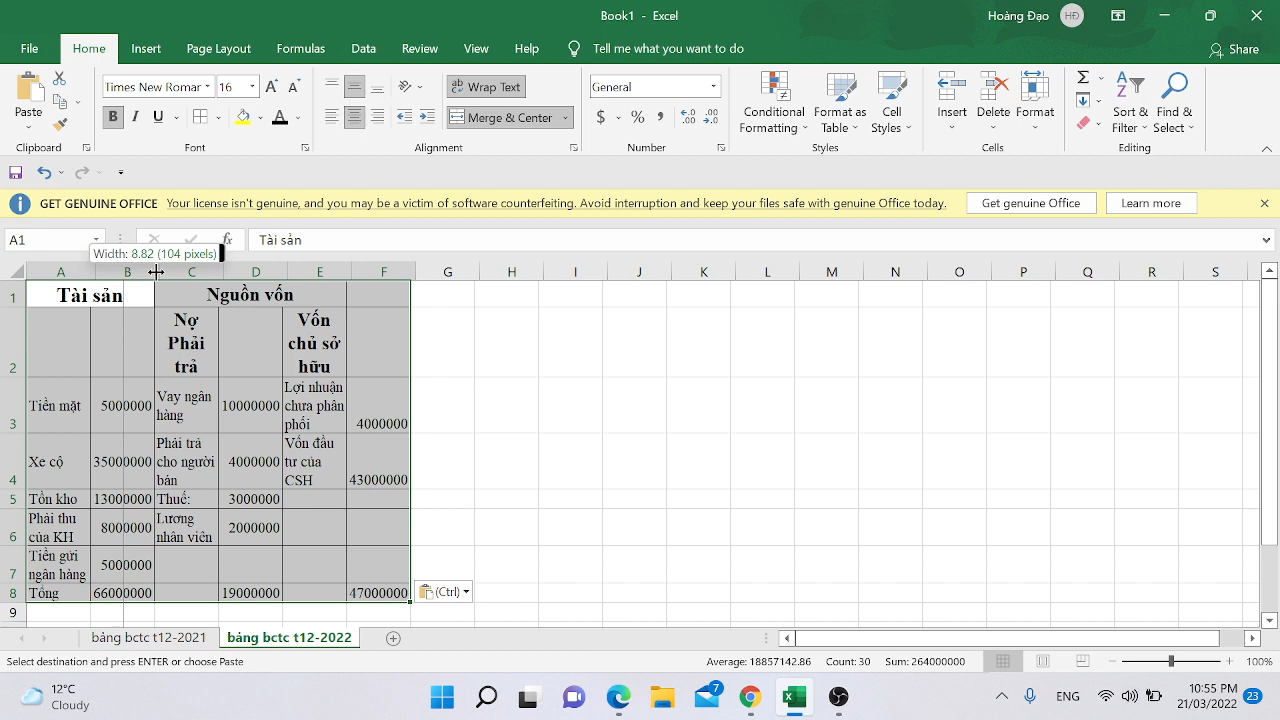 Book1 - Excel
Hoàng Đạo HĐ
File Home Insert Page Layout Formulas Data Review View Help Tell me what you want to do Share
Paste
Clipboard
Times New Roman 16
B I U A
Font
Wrap Text
Merge & Center
Alignment
General
$ % ,
Number
Conditional Formatting
Format as Table
Cell Styles
Styles
Insert Delete Format
Cells
Sort & Filter
Find & Select
Editing
GET GENUINE OFFICE Your license isn't genuine, and you may be a victim of software counterfeiting. Avoid interruption and keep your files safe with genuine Office today. Get genuine Office Learn more
A1 fx Tài sản
Width: 8.82 (104 pixels)
A B C D E F G H I J K L M N O P Q R S
1 Tài sản Nguồn vốn
2 Nợ Phải trả Vốn chủ sở hữu
3 Tiền mặt 5000000 Vay ngân hàng 10000000 Lợi nhuận chưa phân phối 4000000
4 Xe cộ 35000000 Phải trả cho người bán 4000000 Vốn đầu tư của CSH 43000000
5 Tồn kho 13000000 Thuế: 3000000
6 Phải thu của KH 8000000 Lương nhân viên 2000000
7 Tiền gửi ngân hàng 5000000
8 Tổng 66000000 19000000 47000000
9
(Ctrl)
bảng bctc t12-2021 bảng bctc t12-2022
Select destination and press ENTER or choose Paste Average: 18857142.86 Count: 30 Sum: 264000000 100%
12°C
Cloudy
7
ENG
10:55 PM
21/03/2022
23